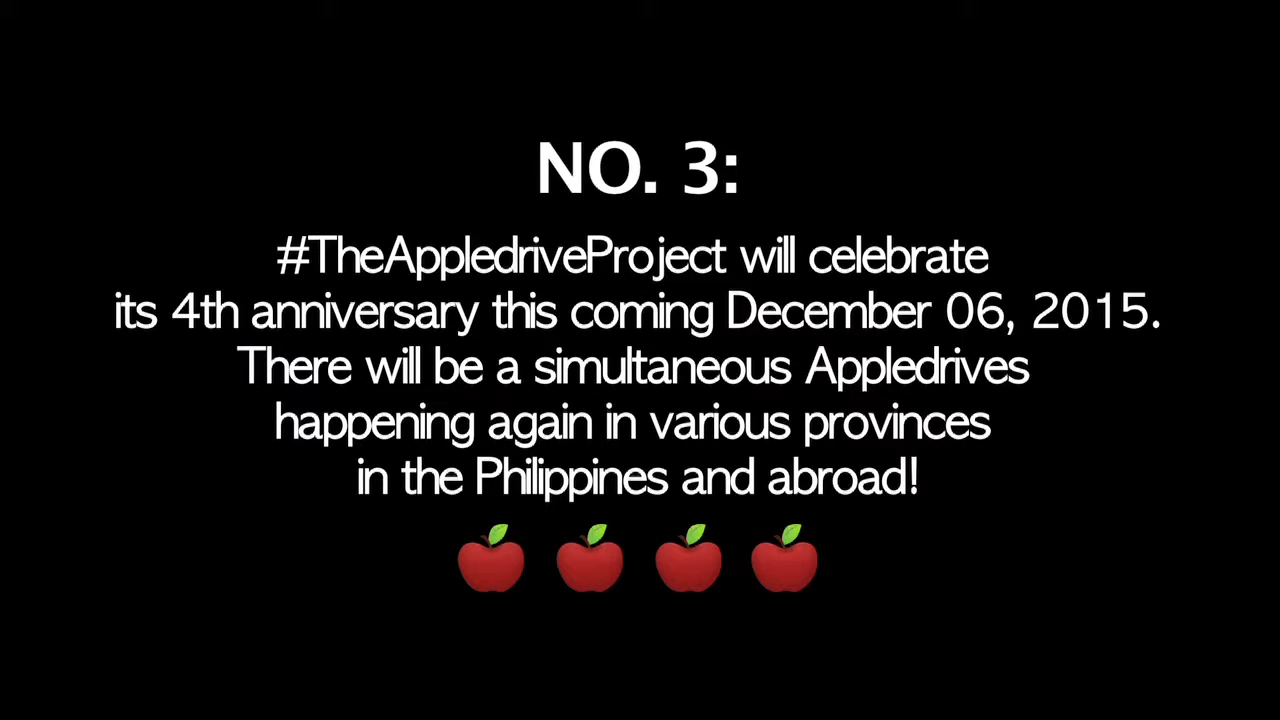 NO. 3:
#TheAppledriveProject will celebrate
its 4th anniversary this coming December 06, 2015.
There will be a simultaneous Appledrives
happening again in various provinces
in the Philippines and abroad!